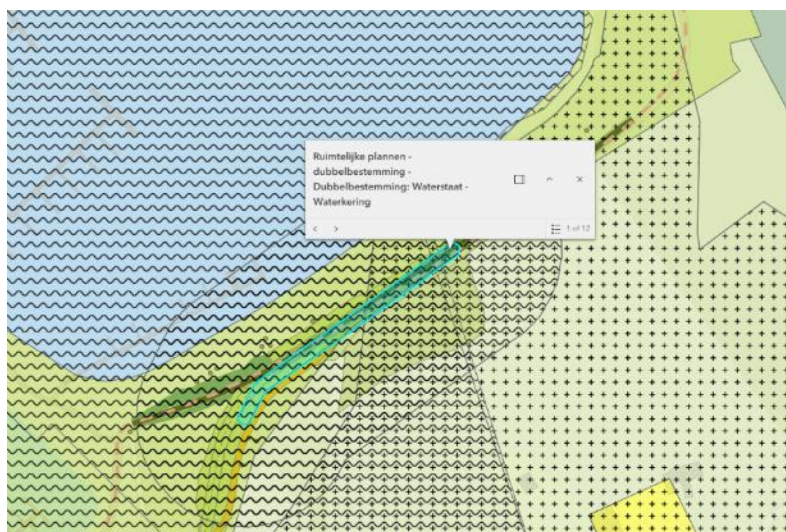 Ruimtelijke plannen -
dubbelbestemming -
Dubbelbestemming: Waterstaat -
Waterkering
1 of 12